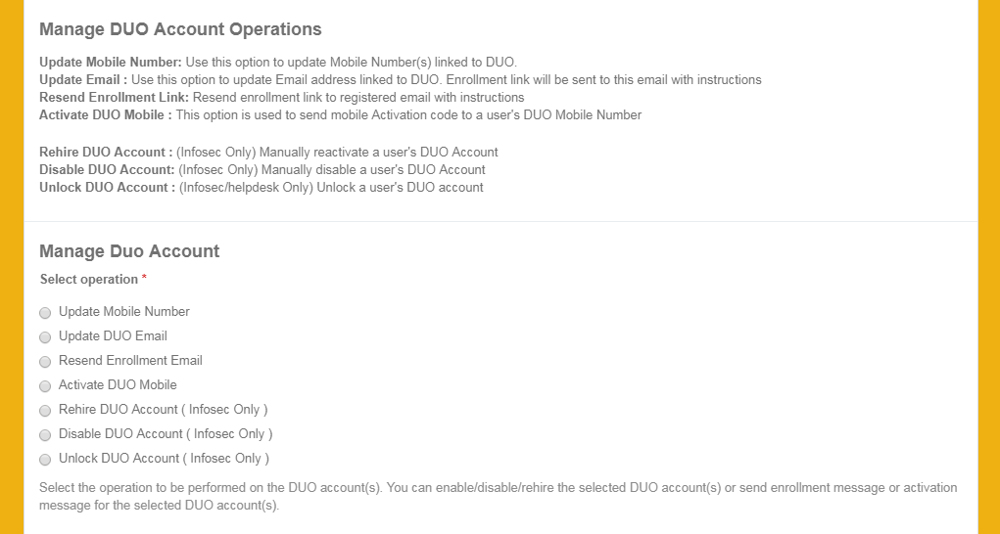 Manage DUO Account Operations
Update Mobile Number: Use this option to update Mobile Number(s) linked to DUO.
Update Email : Use this option to update Email address linked to DUO. Enrollment link will be sent to this email with instructions
Resend Enrollment Link: Resend enrollment link to registered email with instructions
Activate DUO Mobile : This option is used to send mobile Activation code to a user's DUO Mobile Number
Rehire DUO Account : (Infosec Only) Manually reactivate a user's DUO Account
Disable DUO Account: (Infosec Only) Manually disable a user's DUO Account
Unlock DUO Account : (Infosec/helpdesk Only) Unlock a user's DUO account
Manage Duo Account
Select operation *
Update Mobile Number
Update DUO Email
Resend Enrollment Email
Activate DUO Mobile
Rehire DUO Account ( Infosec Only )
Disable DUO Account ( Infosec Only )
Unlock DUO Account ( Infosec Only )
Select the operation to be performed on the DUO account(s). You can enable/disable/rehire the selected DUO account(s) or send enrollment message or activation
message for the selected DUO account(s).